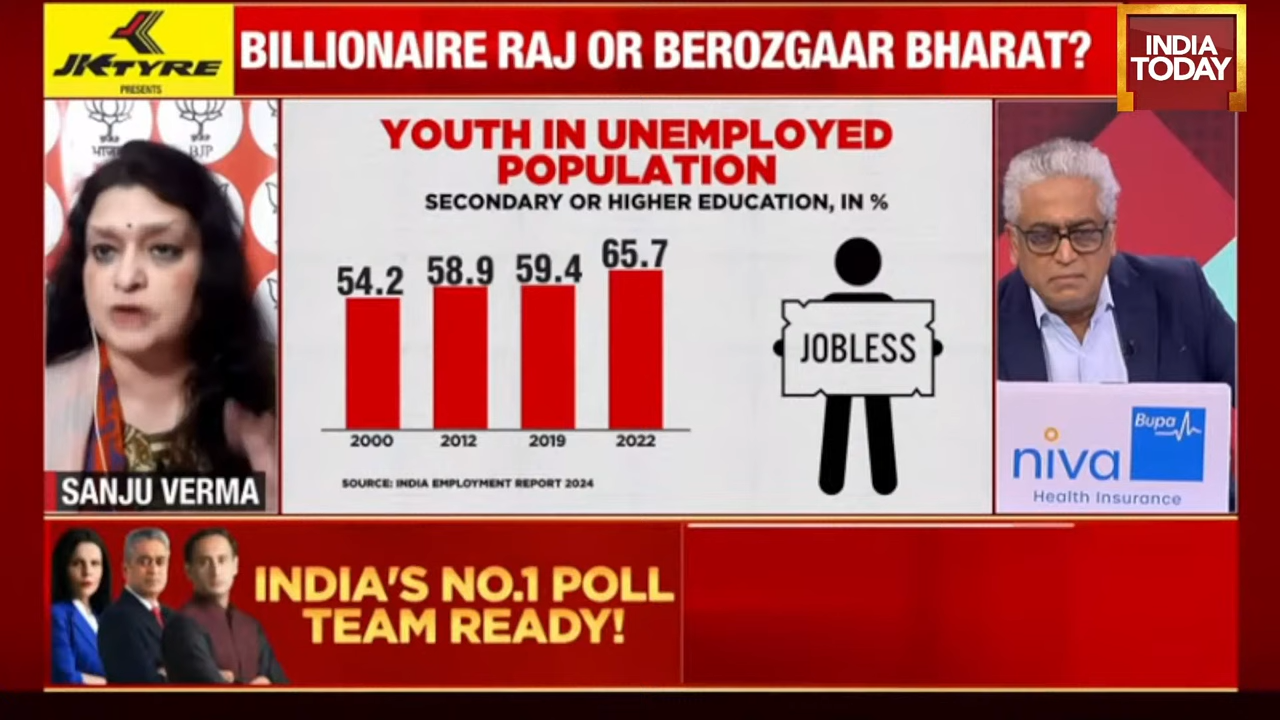 JK TYRE
PRESENTS
BILLIONAIRE RAJ OR BEROZGAAR BHARAT?
INDIA
TODAY
BJP
YOUTH IN UNEMPLOYED
POPULATION
SECONDARY OR HIGHER EDUCATION, IN %
54.2 58.9 59.4 65.7
2000 2012 2019 2022
SOURCE: INDIA EMPLOYMENT REPORT 2024
JOBLESS
SANJU VERMA
niva
Bupa
Health Insurance
INDIA'S NO.1 POLL
TEAM READY!